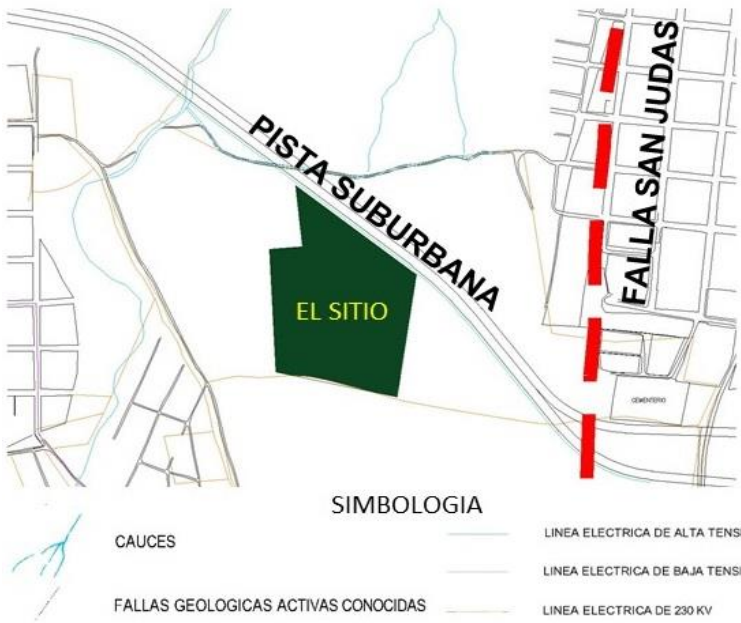 PISTA SUBURBANA
FALLA SAN JUDAS
EL SITIO
CEMENTERIO
SIMBOLOGIA
CAUCES
FALLAS GEOLOGICAS ACTIVAS CONOCIDAS
LINEA ELECTRICA DE ALTA TENSI
LINEA ELECTRICA DE BAJA TENSI
LINEA ELECTRICA DE 230 KV